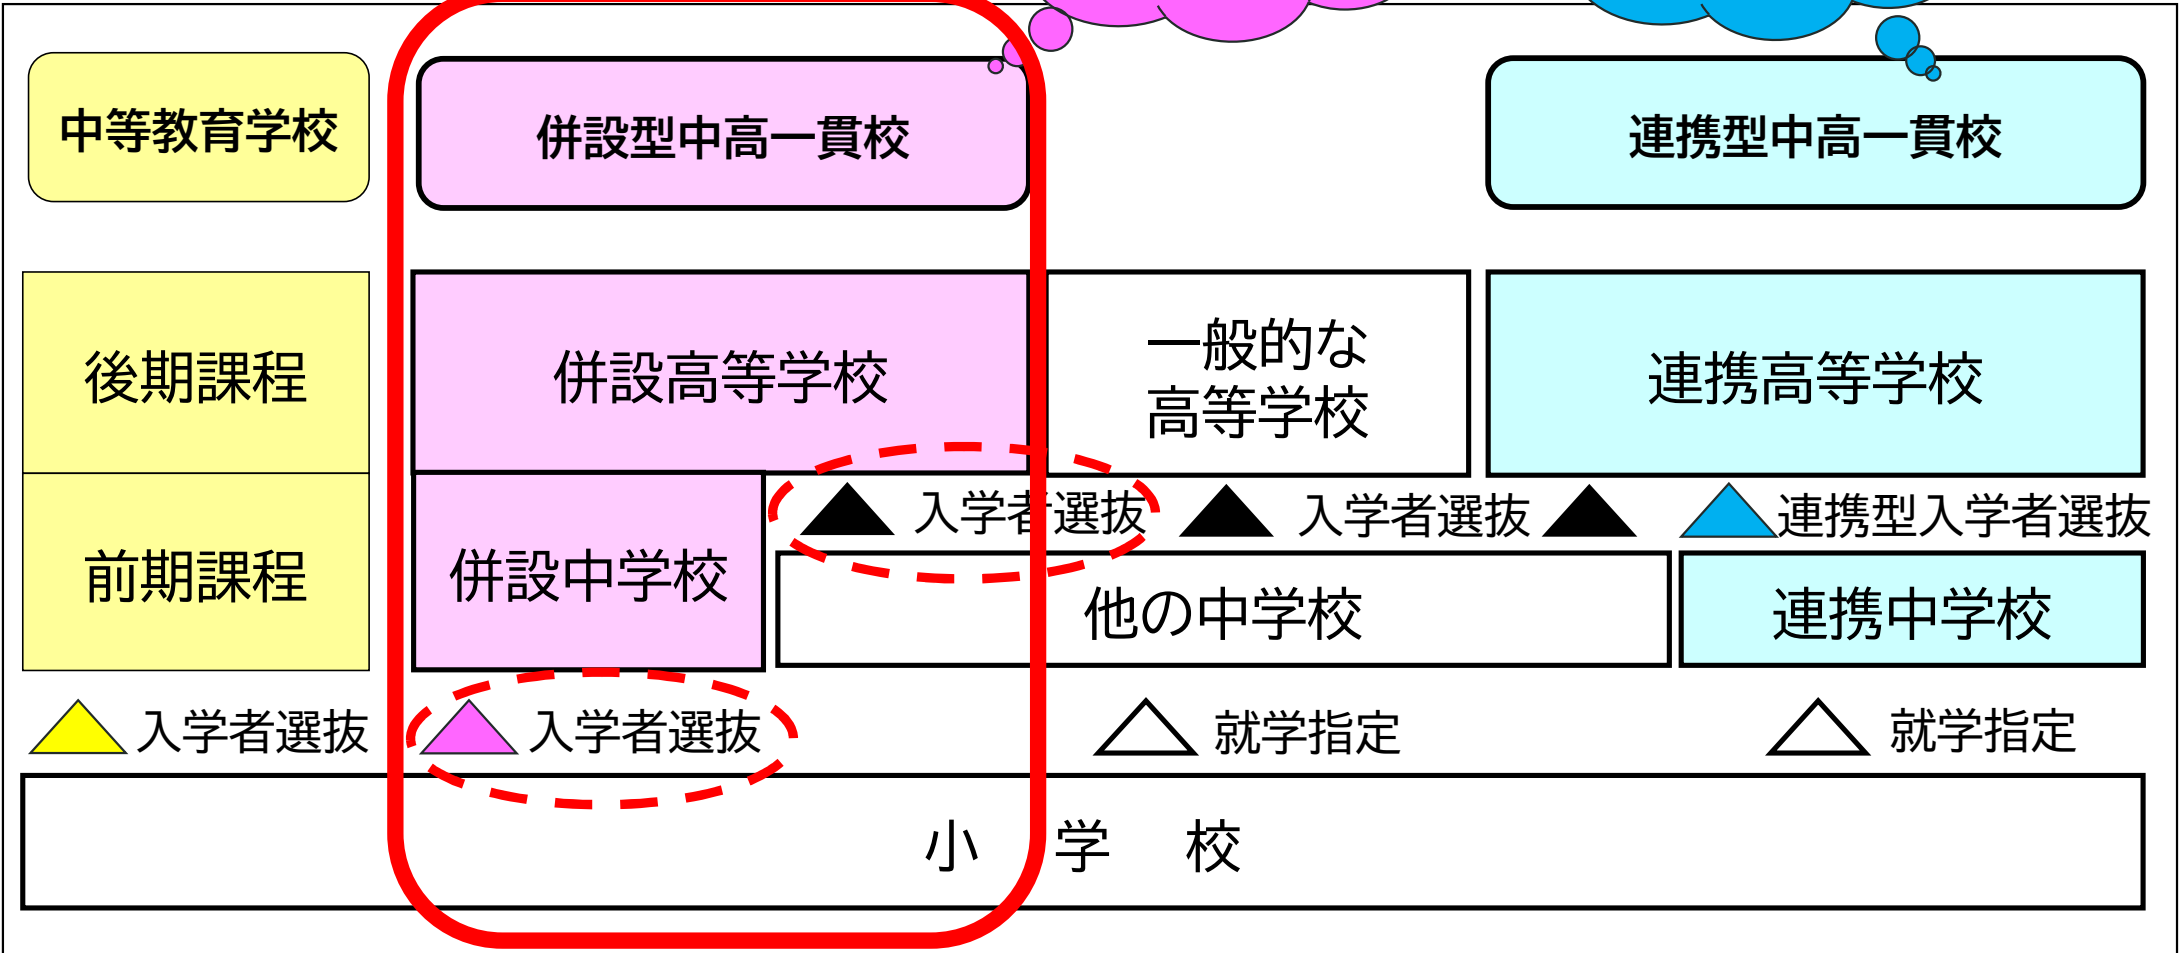 中等教育学校
併設型中高一貫校
連携型中高一貫校
後期課程
併設高等学校
一般的な
高等学校
連携高等学校
前期課程
併設中学校
入学者選抜
入学者選抜
連携型入学者選抜
他の中学校
連携中学校
入学者選抜
入学者選抜
就学指定
就学指定
小 学 校